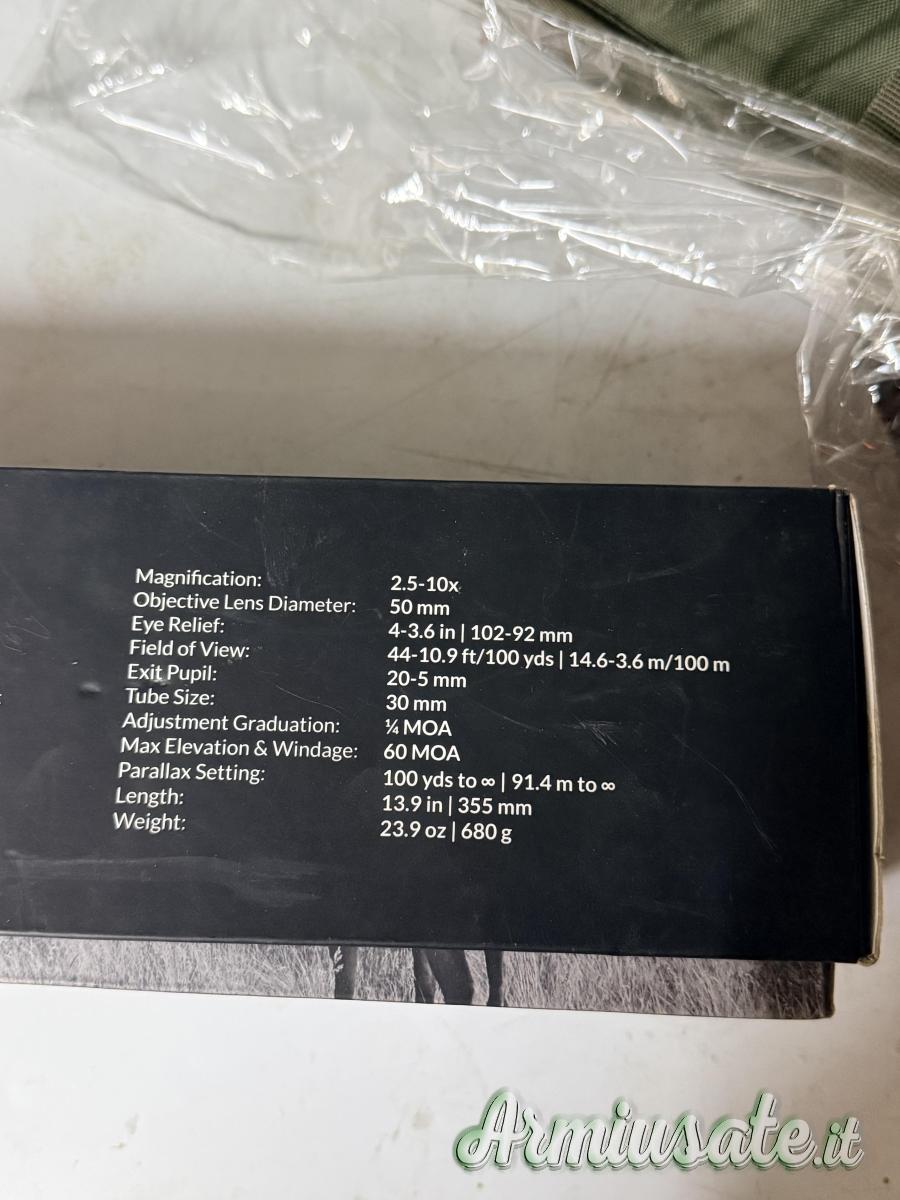 Magnification: 2.5-10x
Objective Lens Diameter: 50 mm
Eye Relief: 4-3.6 in | 102-92 mm
Field of View: 44-10.9 ft/100 yds | 14.6-3.6 m/100 m
Exit Pupil: 20-5 mm
Tube Size: 30 mm
Adjustment Graduation: ¼ MOA
Max Elevation & Windage: 60 MOA
Parallax Setting: 100 yds to ∞ | 91.4 m to ∞
Length: 13.9 in | 355 mm
Weight: 23.9 oz | 680 g
Armiusate.it